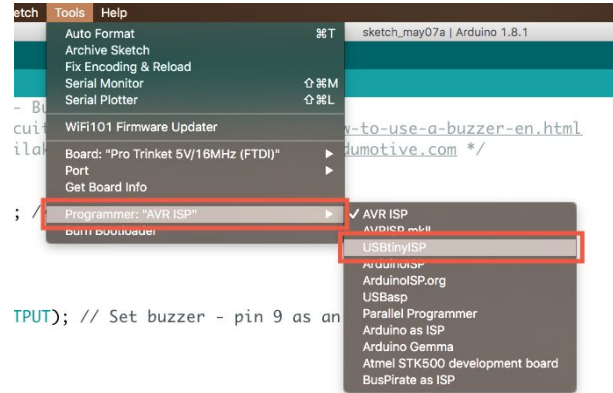 etch Tools Help
Auto Format ⌘T
sketch_may07a | Arduino 1.8.1
Archive Sketch
Fix Encoding & Reload
Serial Monitor ⇧⌘M
Serial Plotter ⇧⌘L
WiFi101 Firmware Updater
Board: "Pro Trinket 5V/16MHz (FTDI)"
Port
Get Board Info
Programmer: "AVR ISP"
Burn Bootloader
✓ AVR ISP
AVRISP mkII
USBtinyISP
ArduinoISP
ArduinoISP.org
USBasp
Parallel Programmer
Arduino as ISP
Arduino Gemma
Atmel STK500 development board
BusPirate as ISP
- Bu
cuit
w-to-use-a-buzzer-en.html
ilak
dumotive.com */
; /
TPUT); // Set buzzer - pin 9 as an